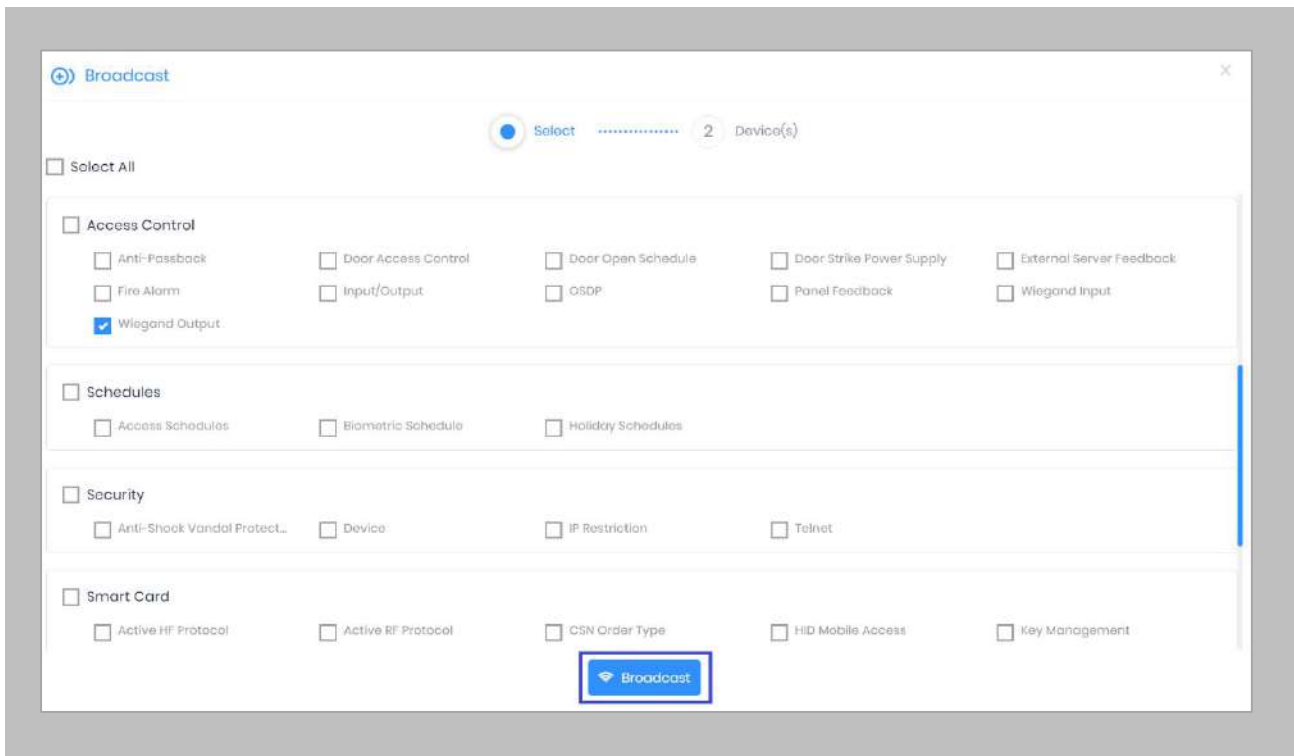 Broadcast
Select 2 Device(s)
Select All
Access Control
Anti-Passback Door Access Control Door Open Schedule Door Strike Power Supply External Server Feedback
Fire Alarm Input/Output OSDP Panel Feedback Wiegand Input
Wiegand Output
Schedules
Access Schedules Biometric Schedule Holiday Schedules
Security
Anti-Shock Vandal Protect... Device IP Restriction Telnet
Smart Card
Active HF Protocol Active RF Protocol CSN Order Type HID Mobile Access Key Management
Broadcast